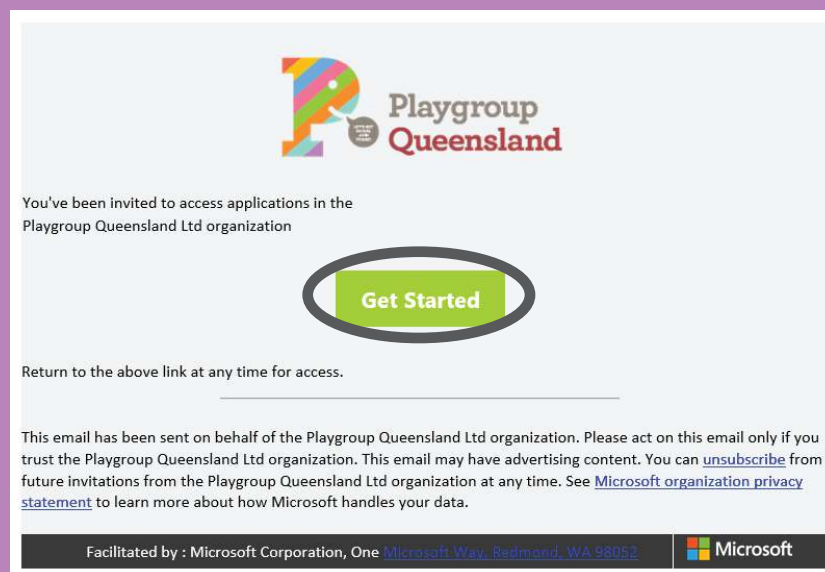 Playgroup
Queensland
You've been invited to access applications in the
Playgroup Queensland Ltd organization
Get Started
Return to the above link at any time for access.
This email has been sent on behalf of the Playgroup Queensland Ltd organization. Please act on this email only if you
trust the Playgroup Queensland Ltd organization. This email may have advertising content. You can unsubscribe from
future invitations from the Playgroup Queensland Ltd organization at any time. See Microsoft organization privacy
statement to learn more about how Microsoft handles your data.
Facilitated by : Microsoft Corporation, One Microsoft Way, Redmond, WA 98052
Microsoft